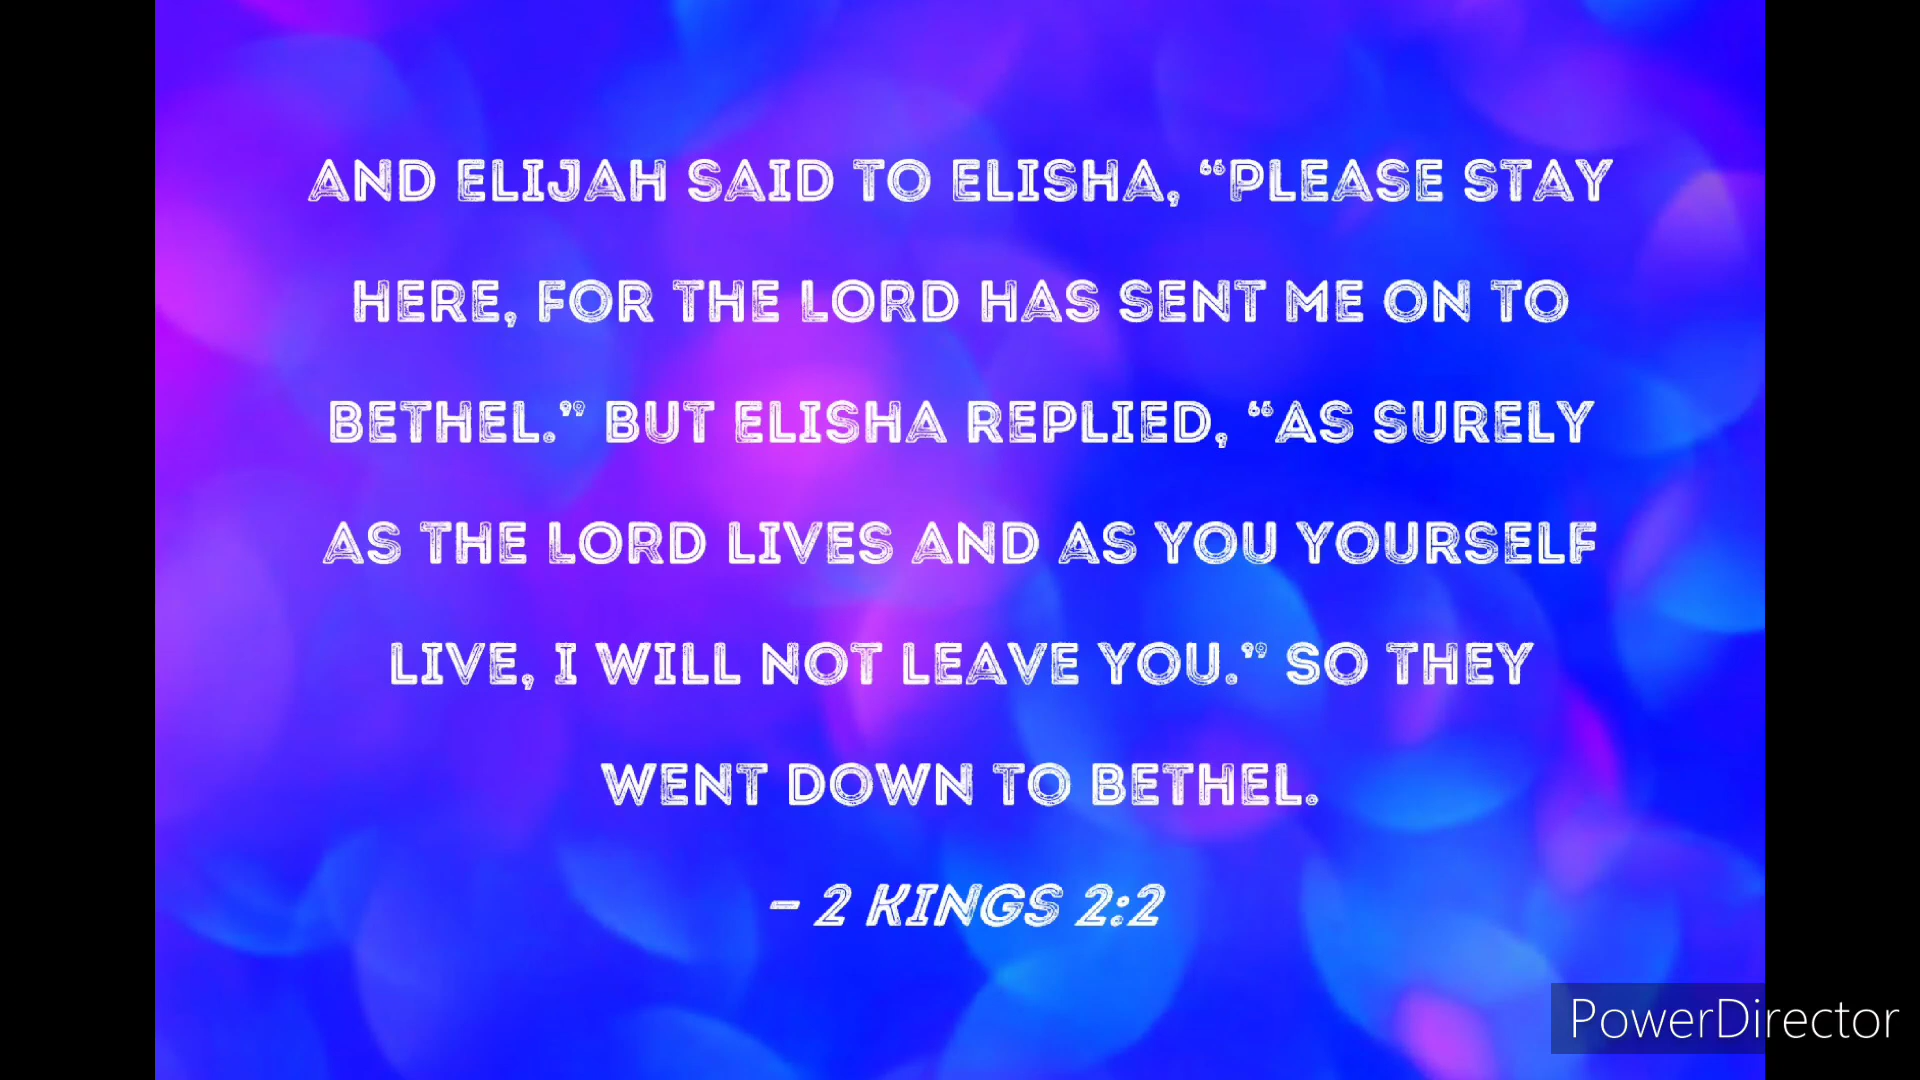 AND ELIJAH SAID TO ELISHA, “PLEASE STAY
HERE, FOR THE LORD HAS SENT ME ON TO
BETHEL.” BUT ELISHA REPLIED, “AS SURELY
AS THE LORD LIVES AND AS YOU YOURSELF
LIVE, I WILL NOT LEAVE YOU.” SO THEY
WENT DOWN TO BETHEL.
– 2 KINGS 2:2
PowerDirector